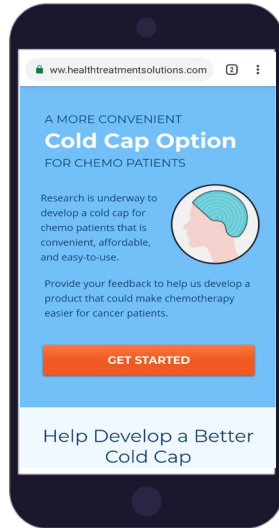 ww.healthtreatmentsolutions.com 2
A MORE CONVENIENT
Cold Cap Option
FOR CHEMO PATIENTS
Research is underway to
develop a cold cap for
chemo patients that is
convenient, affordable,
and easy-to-use.
Provide your feedback to help us develop a
product that could make chemotherapy
easier for cancer patients.
GET STARTED
Help Develop a Better
Cold Cap